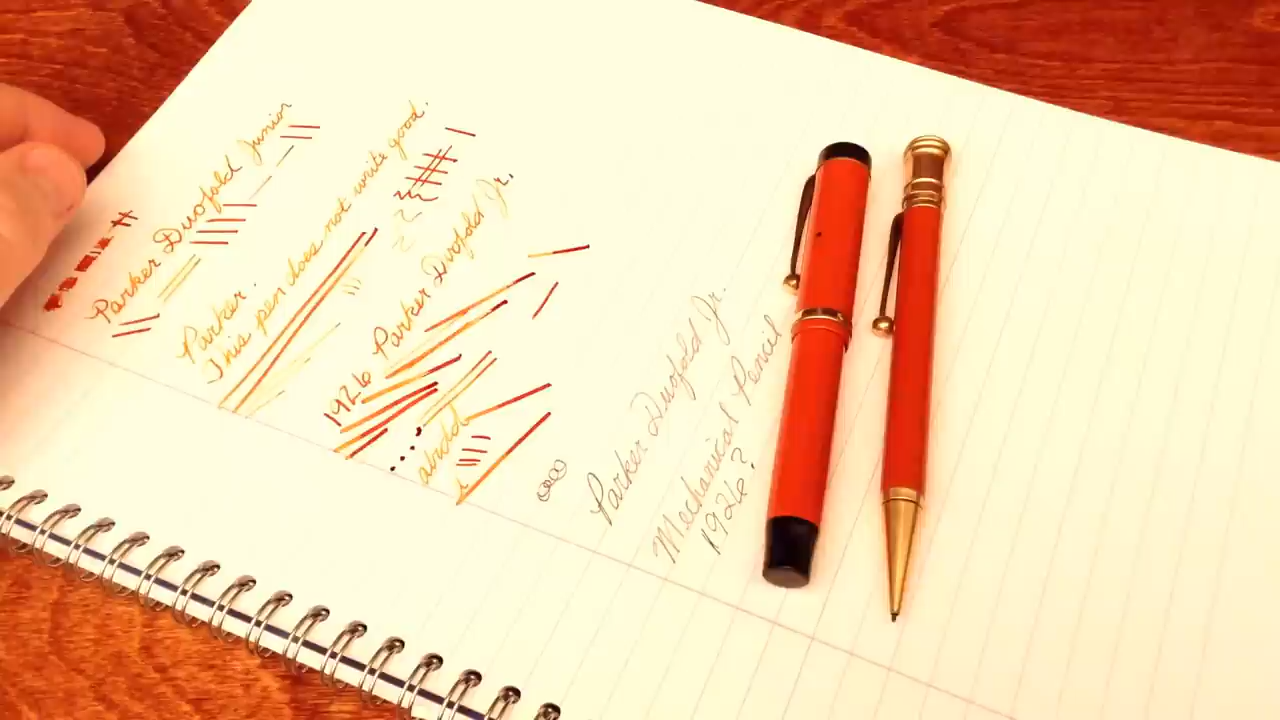 Parker Duofold Junior
Parker.
This pen does not write good.
1926 Parker Duofold Jr.
abcdd
Parker Duofold Jr.
Mechanical Pencil
1926?